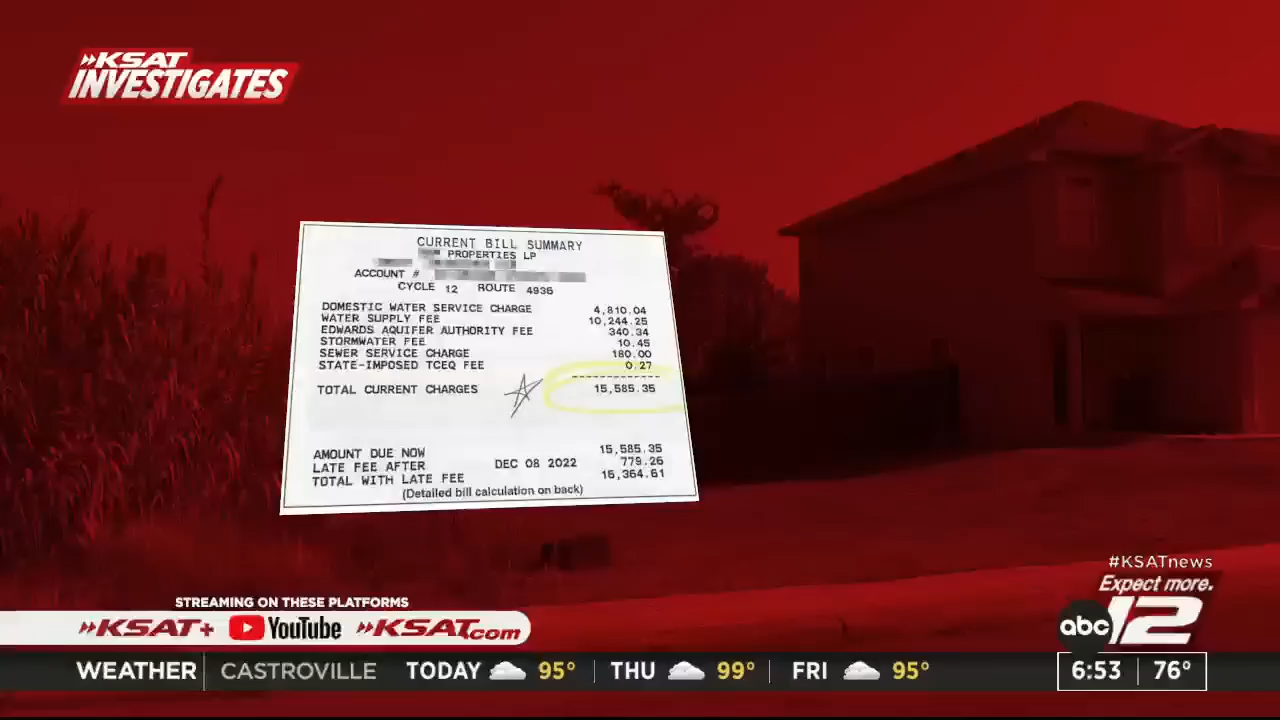 KSAT
INVESTIGATES
CURRENT BILL SUMMARY
PROPERTIES LP
ACCOUNT #
CYCLE 12 ROUTE 4936
DOMESTIC WATER SERVICE CHARGE 4,810.04
WATER SUPPLY FEE 10,244.25
EDWARDS AQUIFER AUTHORITY FEE 340.34
STORMWATER FEE 10.45
SEWER SERVICE CHARGE 180.00
STATE-IMPOSED TCEQ FEE 0.27
TOTAL CURRENT CHARGES 15,585.35
AMOUNT DUE NOW 15,585.35
LATE FEE AFTER DEC 08 2022 779.26
TOTAL WITH LATE FEE 16,364.61
(Detailed bill calculation on back)
#KSATnews
Expect more.
abc 12
STREAMING ON THESE PLATFORMS
KSAT+ YouTube KSAT.com
WEATHER CASTROVILLE TODAY 95° THU 99° FRI 95° 6:53 76°